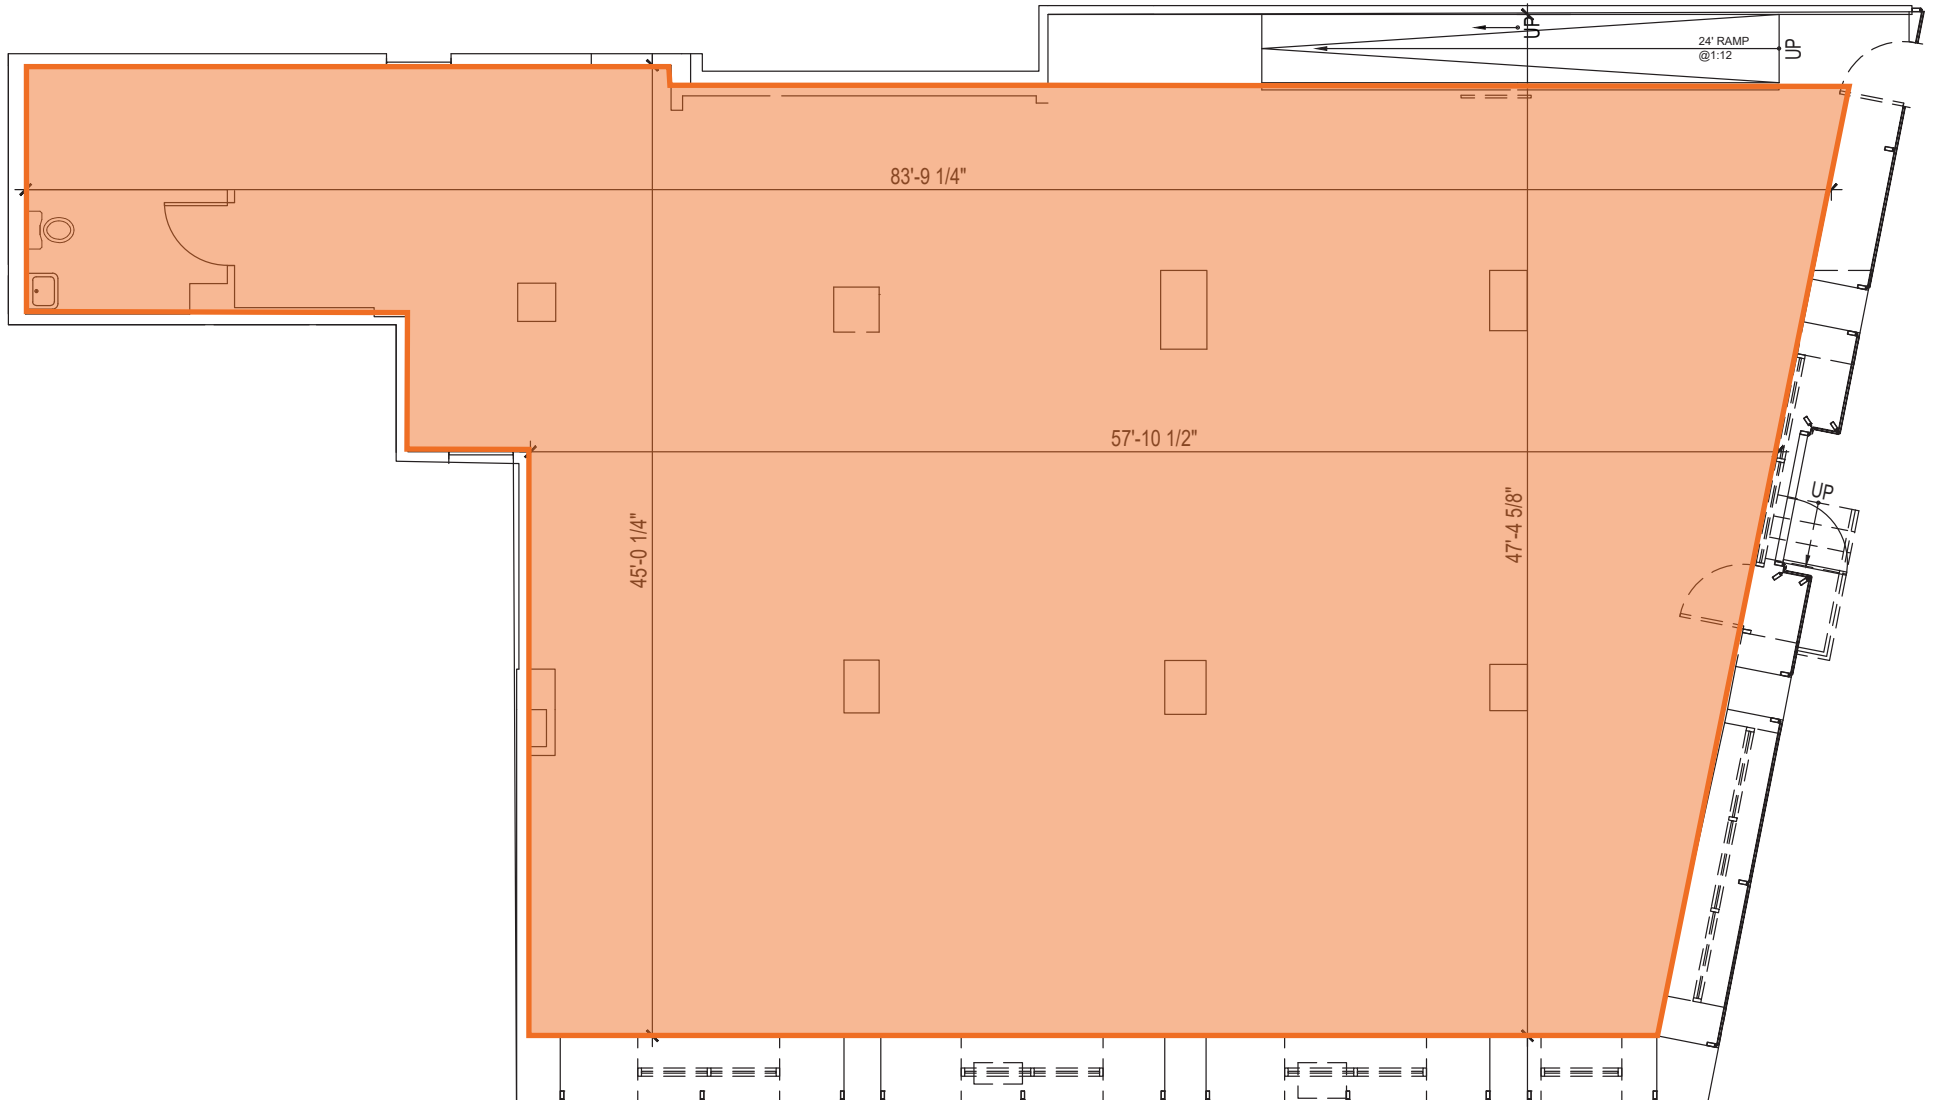 UP
24' RAMP
@1:12
UP
83'-9 1/4"
57'-10 1/2"
45'-0 1/4"
47'-4 5/8"
UP